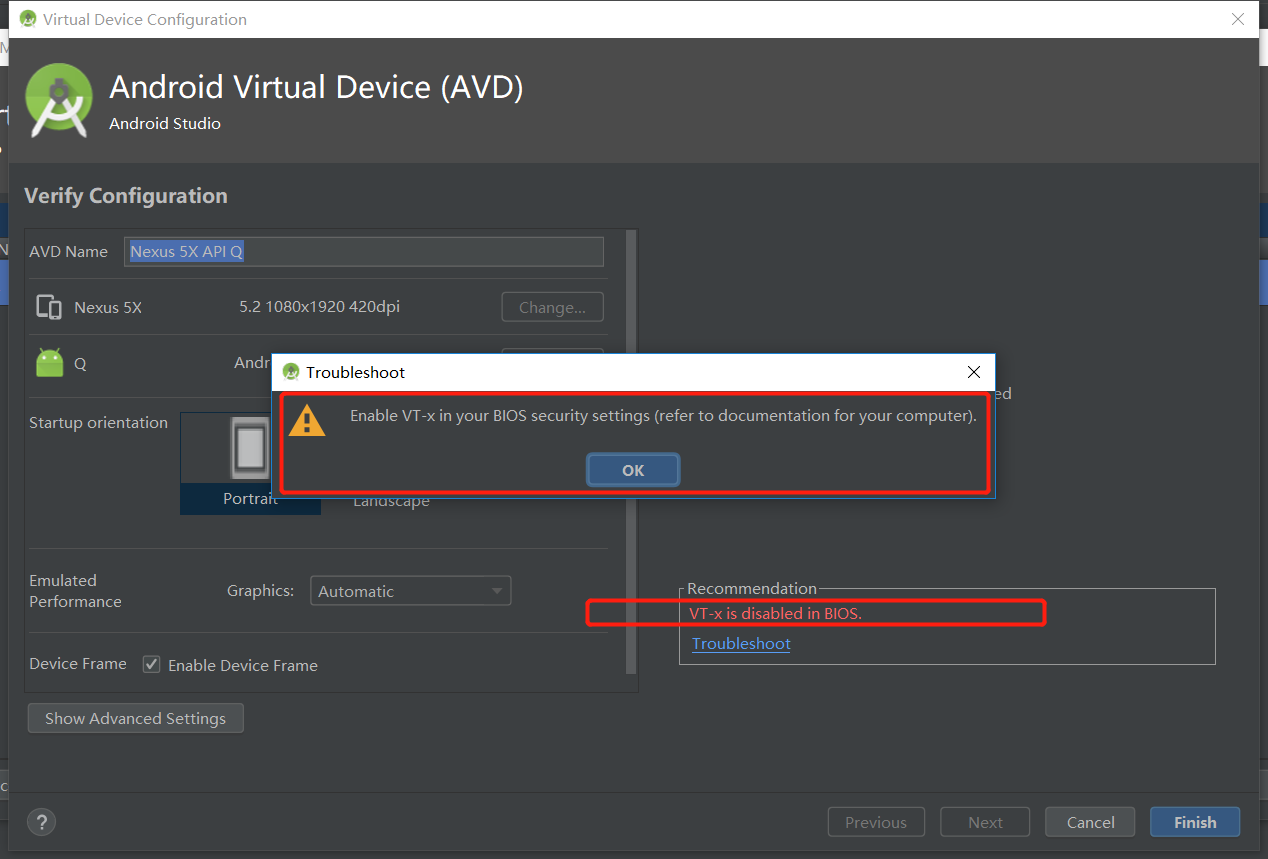 Virtual Device Configuration
Android Virtual Device (AVD)
Android Studio
Verify Configuration
AVD Name Nexus 5X API Q
Nexus 5X 5.2 1080x1920 420dpi Change...
Q Andr
Troubleshoot
Enable VT-x in your BIOS security settings (refer to documentation for your computer).
OK
ed
Startup orientation
Portrait
Landscape
Emulated
Performance
Graphics: Automatic
Recommendation
VT-x is disabled in BIOS.
Troubleshoot
Device Frame Enable Device Frame
Show Advanced Settings
?
Previous Next Cancel Finish